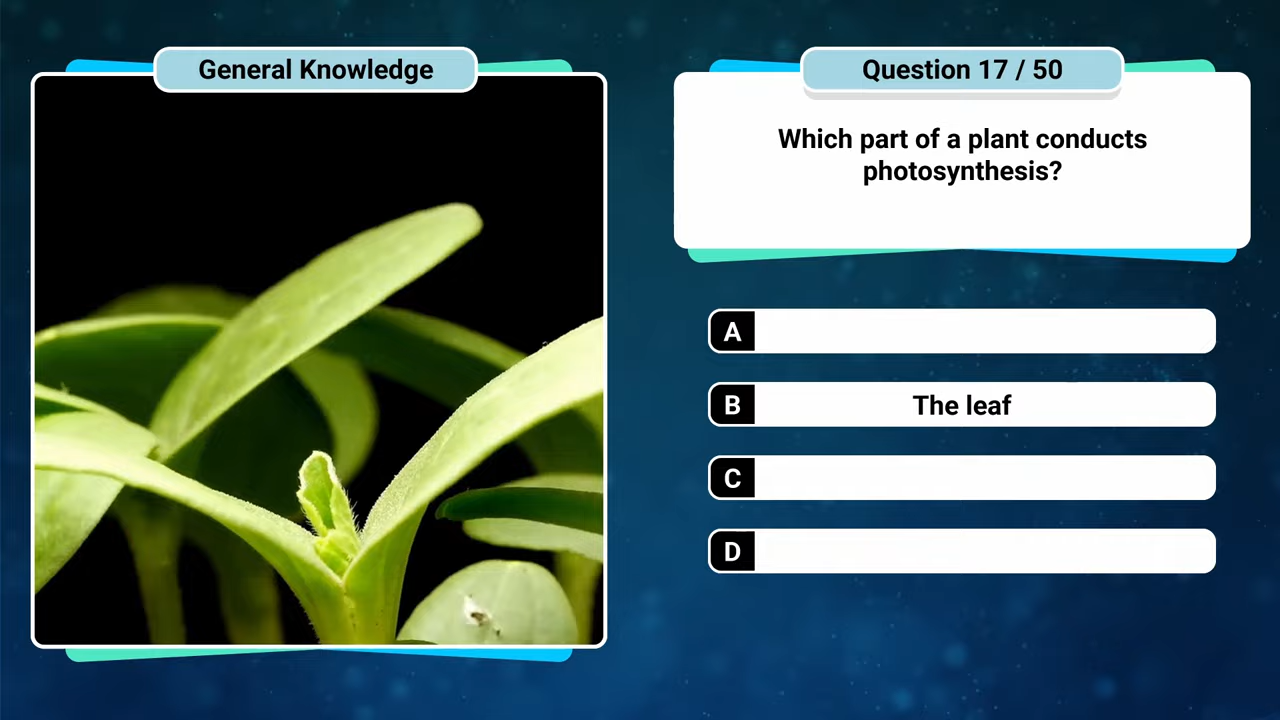 General Knowledge
Question 17 / 50
Which part of a plant conducts
photosynthesis?
A
B The leaf
C
D